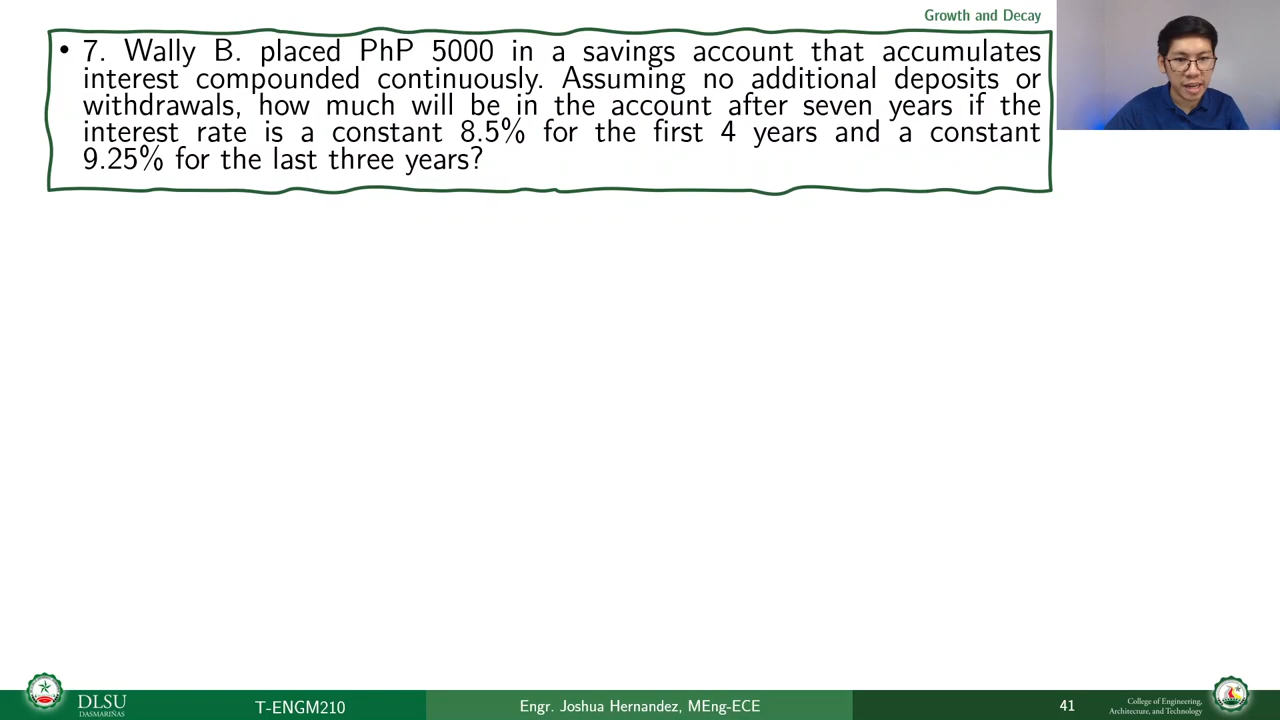 Growth and Decay
• 7. Wally B. placed PhP 5000 in a savings account that accumulates
interest compounded continuously. Assuming no additional deposits or
withdrawals, how much will be in the account after seven years if the
interest rate is a constant 8.5% for the first 4 years and a constant
9.25% for the last three years?
DLSU
DASMARIÑAS
T-ENGM210
Engr. Joshua Hernandez, MEng-ECE
41
College of Engineering,
Architecture, and Technology